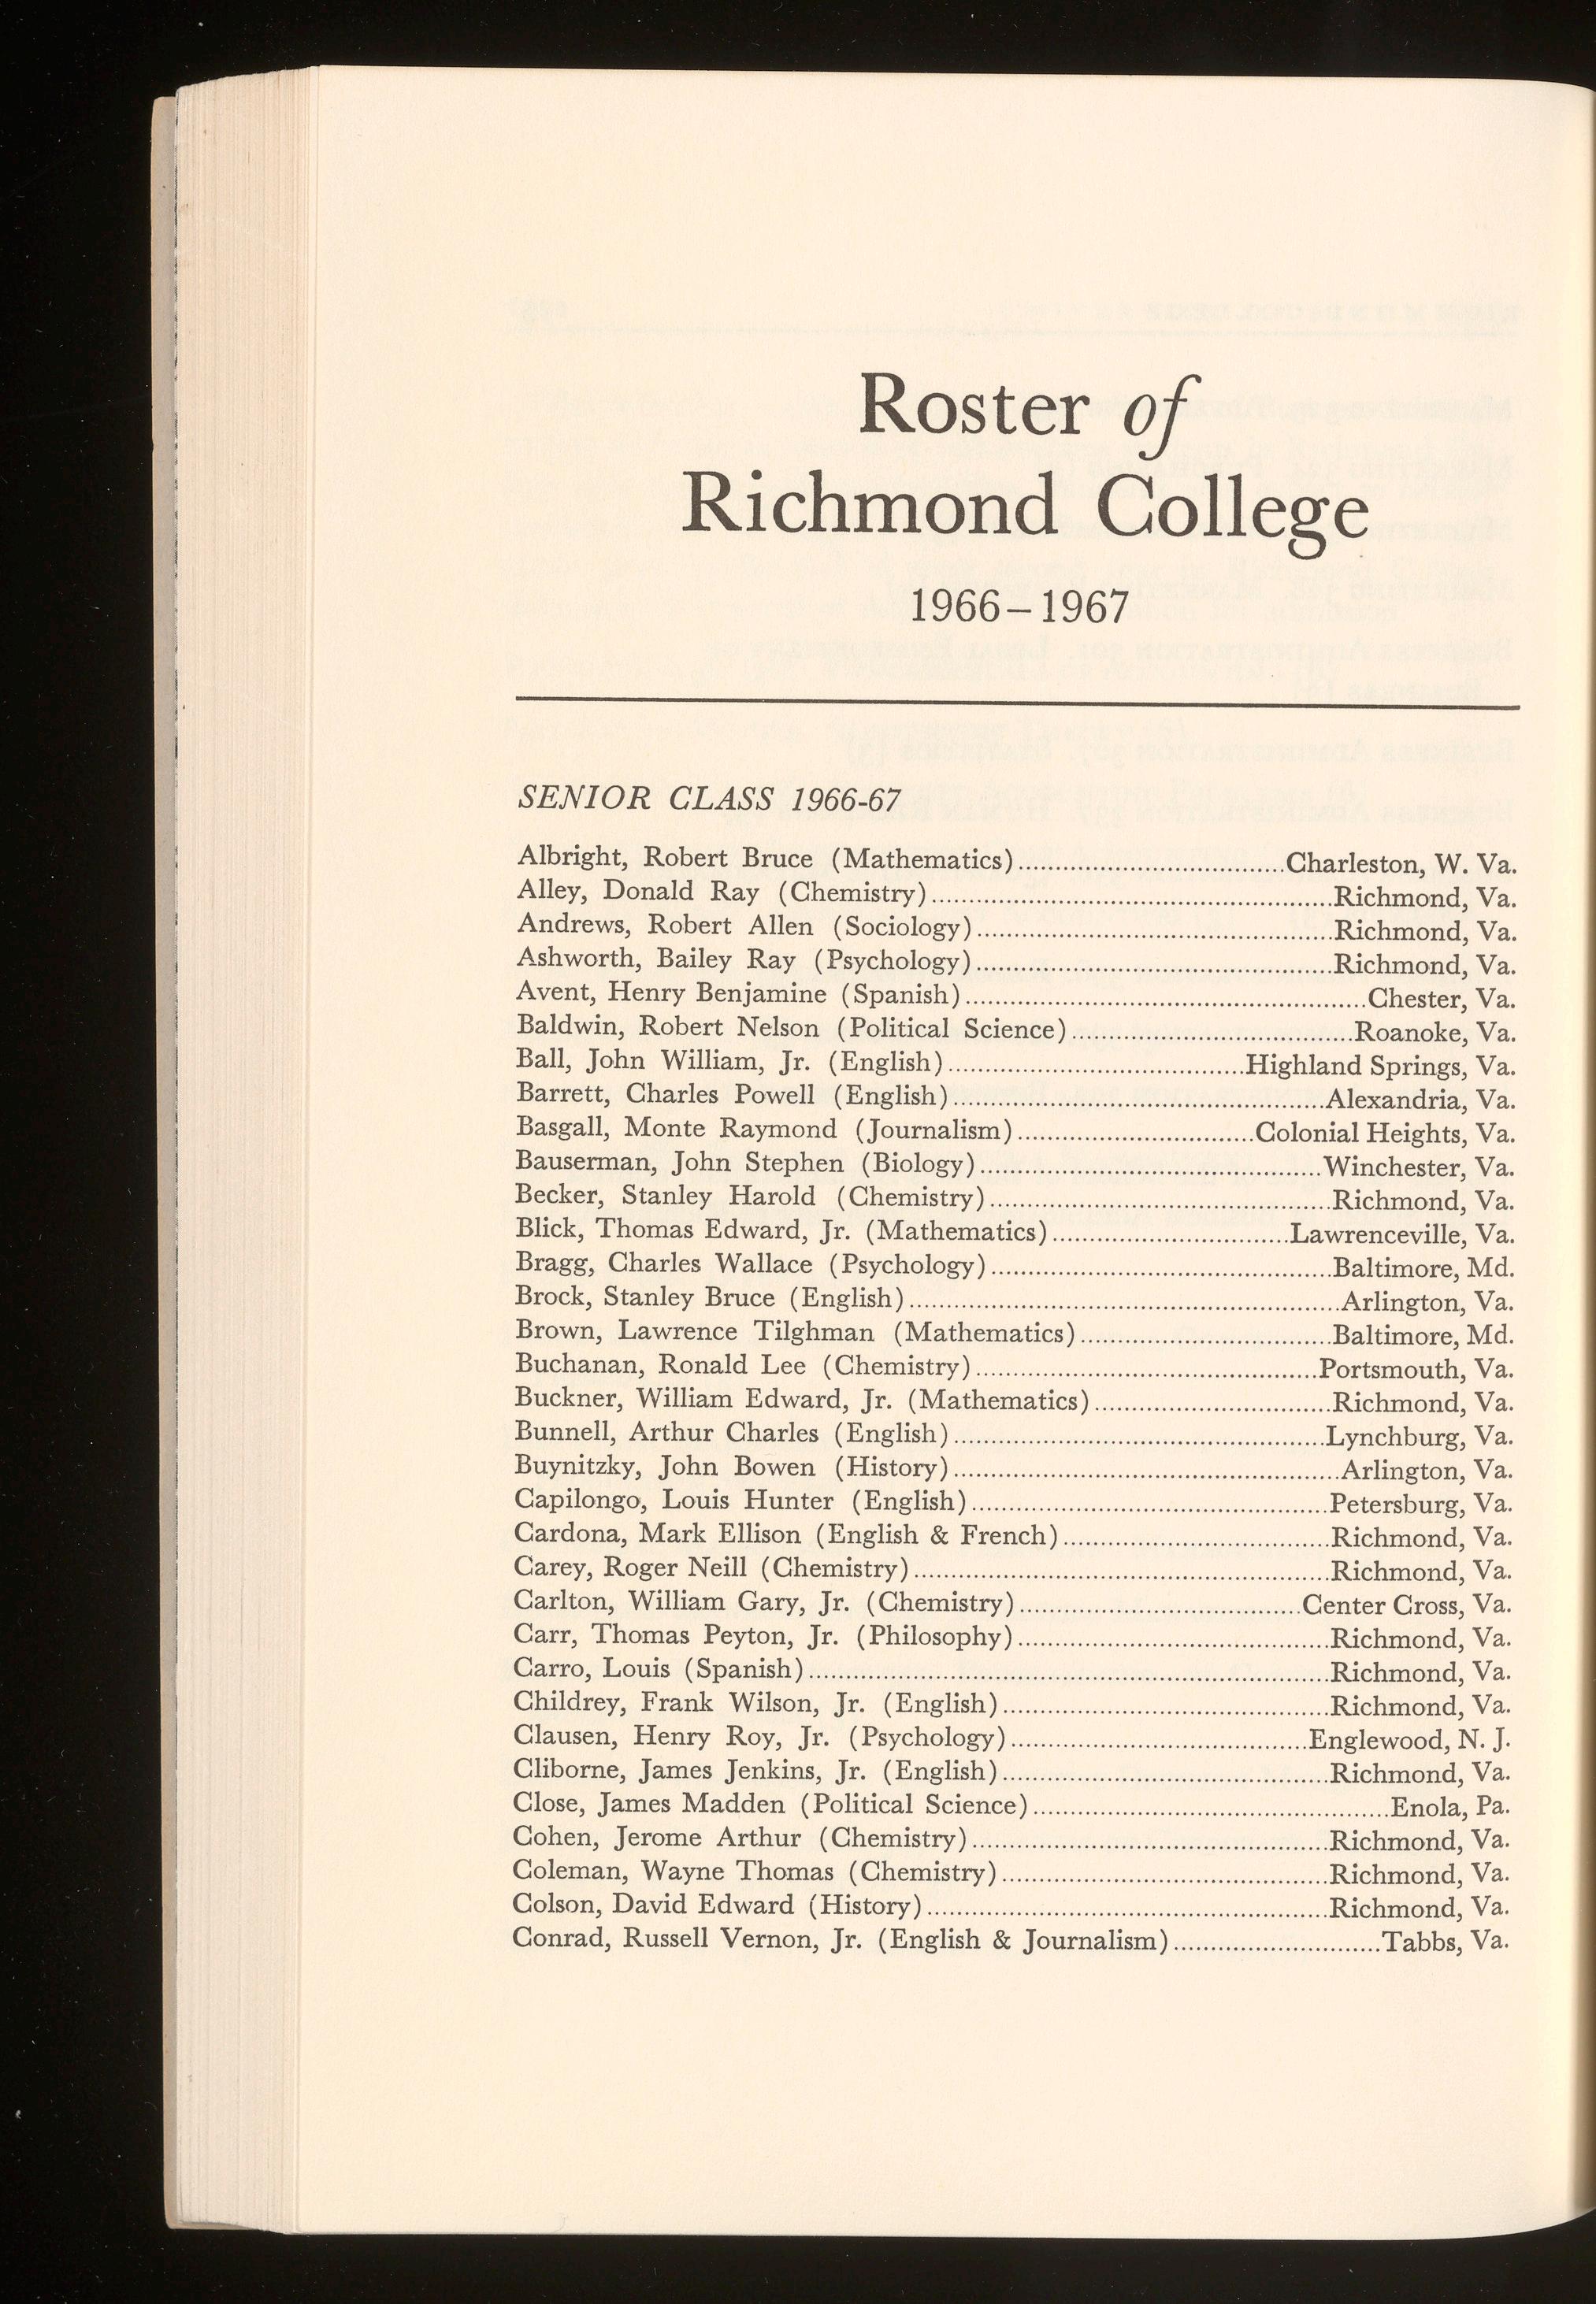 Roster of
Richmond College
1966–1967
SENIOR CLASS 1966-67
Albright, Robert Bruce (Mathematics)....................................Charleston, W. Va.
Alley, Donald Ray (Chemistry)......................................................Richmond, Va.
Andrews, Robert Allen (Sociology)................................................Richmond, Va.
Ashworth, Bailey Ray (Psychology)................................................Richmond, Va.
Avent, Henry Benjamine (Spanish)......................................................Chester, Va.
Baldwin, Robert Nelson (Political Science)......................................Roanoke, Va.
Ball, John William, Jr. (English)........................................Highland Springs, Va.
Barrett, Charles Powell (English)..................................................Alexandria, Va.
Basgall, Monte Raymond (Journalism)................................Colonial Heights, Va.
Bauserman, John Stephen (Biology)..............................................Winchester, Va.
Becker, Stanley Harold (Chemistry)..............................................Richmond, Va.
Blick, Thomas Edward, Jr. (Mathematics)................................Lawrenceville, Va.
Bragg, Charles Wallace (Psychology)..............................................Baltimore, Md.
Brock, Stanley Bruce (English)..........................................................Arlington, Va.
Brown, Lawrence Tilghman (Mathematics)..................................Baltimore, Md.
Buchanan, Ronald Lee (Chemistry)..............................................Portsmouth, Va.
Buckner, William Edward, Jr. (Mathematics)................................Richmond, Va.
Bunnell, Arthur Charles (English)..................................................Lynchburg, Va.
Buynitzky, John Bowen (History)....................................................Arlington, Va.
Capilongo, Louis Hunter (English)................................................Petersburg, Va.
Cardona, Mark Ellison (English & French)....................................Richmond, Va.
Carey, Roger Neill (Chemistry)........................................................Richmond, Va.
Carlton, William Gary, Jr. (Chemistry)......................................Center Cross, Va.
Carr, Thomas Peyton, Jr. (Philosophy)..........................................Richmond, Va.
Carro, Louis (Spanish)......................................................................Richmond, Va.
Childrey, Frank Wilson, Jr. (English)............................................Richmond, Va.
Clausen, Henry Roy, Jr. (Psychology)........................................Englewood, N. J.
Cliborne, James Jenkins, Jr. (English)............................................Richmond, Va.
Close, James Madden (Political Science)................................................Enola, Pa.
Cohen, Jerome Arthur (Chemistry)................................................Richmond, Va.
Coleman, Wayne Thomas (Chemistry)............................................Richmond, Va.
Colson, David Edward (History)......................................................Richmond, Va.
Conrad, Russell Vernon, Jr. (English & Journalism)............................Tabbs, Va.